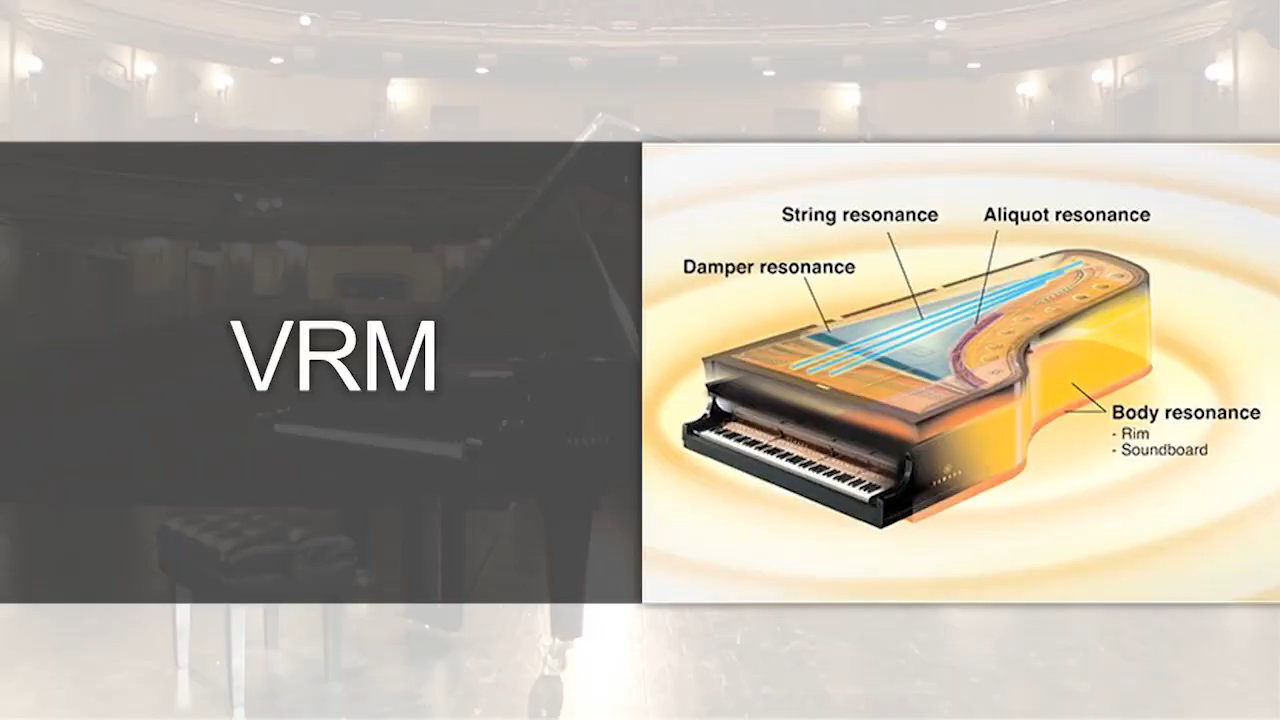 VRM
String resonance
Aliquot resonance
Damper resonance
Body resonance
- Rim
- Soundboard